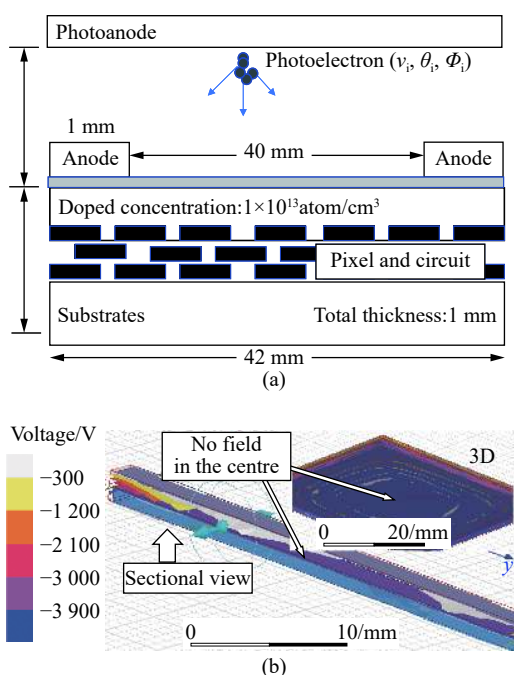 Photoanode
Photoelectron (vᵢ, θᵢ, Φᵢ)
1 mm
Anode
40 mm
Anode
Doped concentration:1×10¹³atom/cm³
Pixel and circuit
Substrates
Total thickness:1 mm
42 mm
(a)
Voltage/V
−300
−1 200
−2 100
−3 000
−3 900
No field
in the centre
3D
0
20/mm
Sectional view
y
0
10/mm
(b)